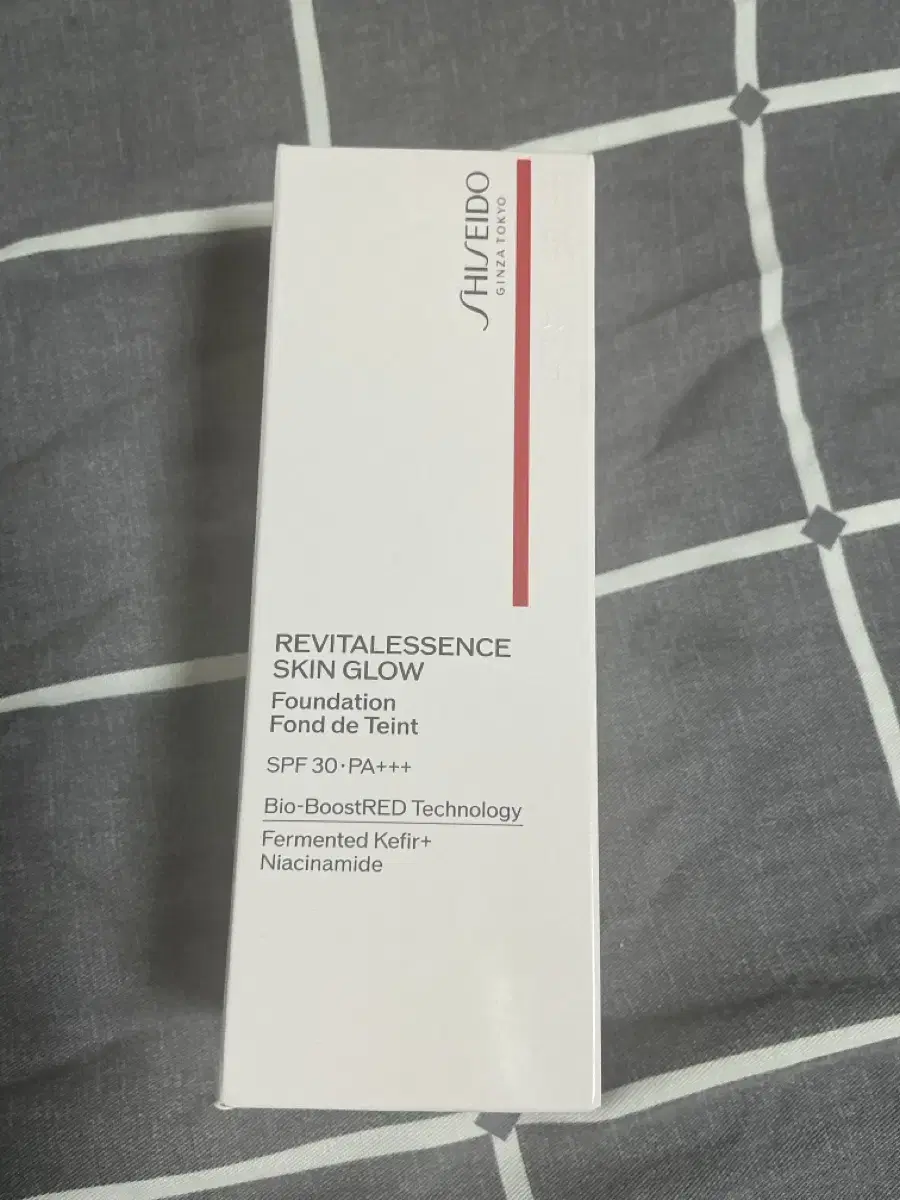 SHISEIDO
GINZA TOKYO
REVITALESSENCE
SKIN GLOW
Foundation
Fond de Teint
SPF 30·PA+++
Bio-BoostRED Technology
Fermented Kefir+
Niacinamide